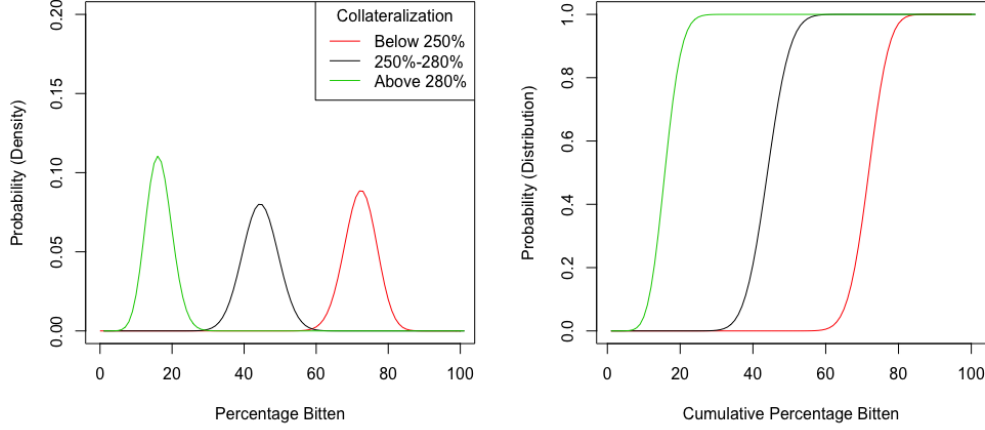 Collateralization
Below 250%
250%-280%
Above 280%
Probability (Density)
0.20
0.15
0.10
0.05
0.00
0 20 40 60 80 100
Percentage Bitten
Probability (Distribution)
1.0
0.8
0.6
0.4
0.2
0.0
0 20 40 60 80 100
Cumulative Percentage Bitten